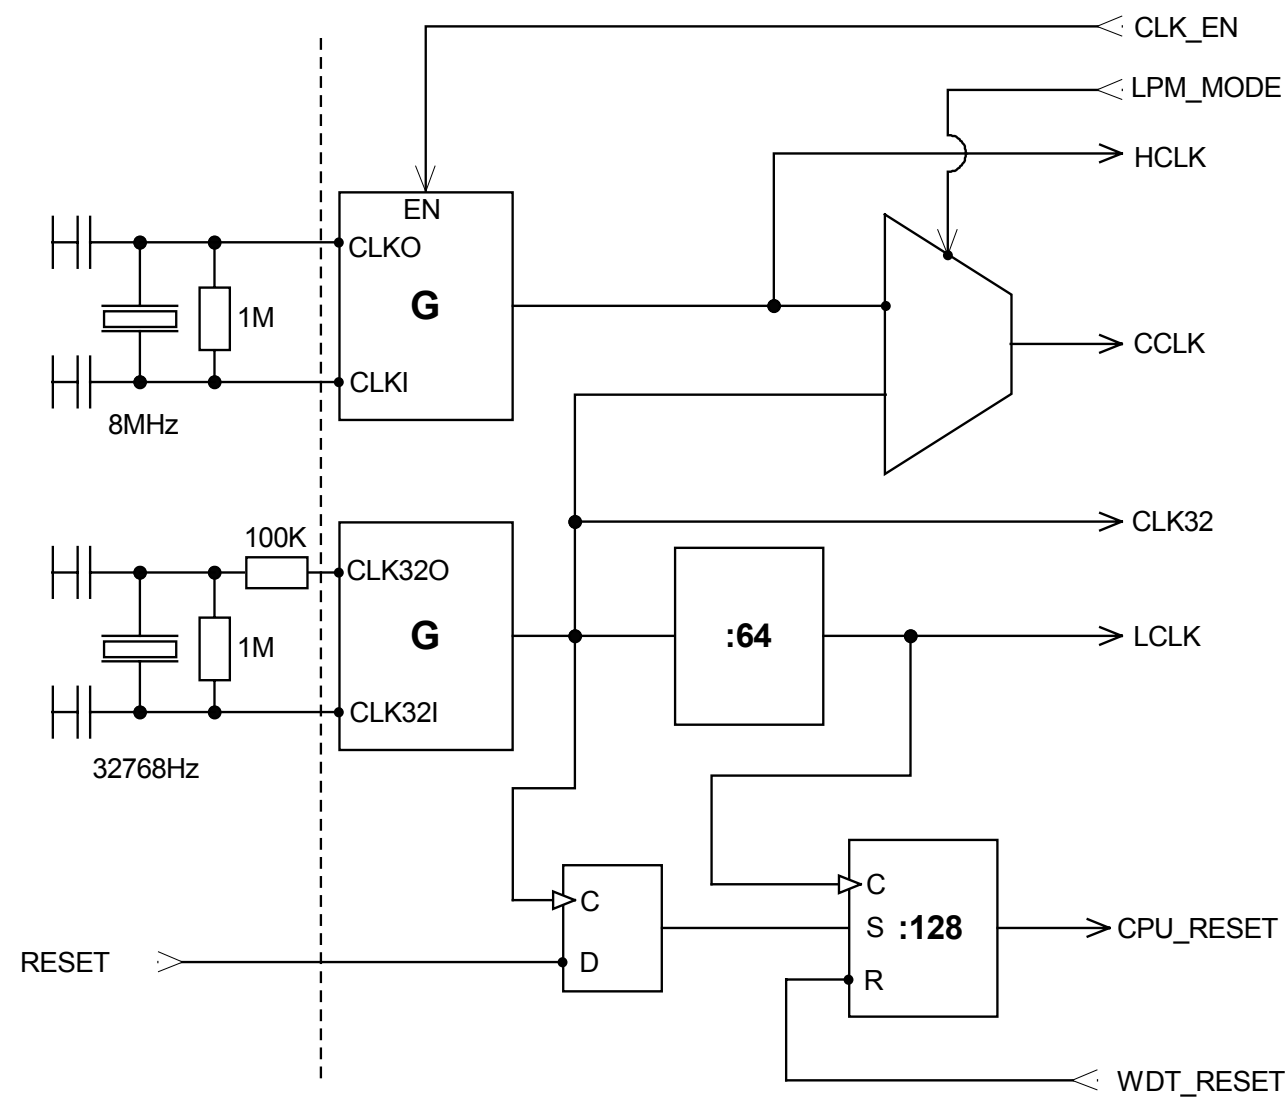 CLK_EN
LPM_MODE
HCLK
EN
CLKO
G
1M
CLKI
CCLK
8MHz
CLK32
100K
CLK32O
G
:64
LCLK
1M
CLK32I
32768Hz
C
C
S :128
CPU_RESET
RESET
D
R
WDT_RESET